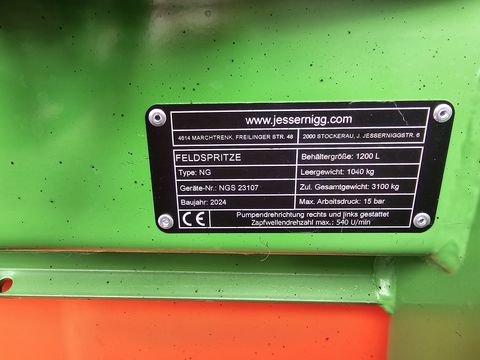 www.jessernigg.com
4614 MARCHTRENK, FREILINGER STR. 48
2000 STOCKERAU, J. JESSERNIGGSTR. 6
FELDSPRITZE
Behältergröße: 1200 L
Type: NG
Leergewicht: 1040 kg
Geräte-Nr.: NGS 23107
Zul. Gesamtgewicht: 3100 kg
Baujahr: 2024
Max. Arbeitsdruck: 15 bar
CE
Pumpendrehrichtung rechts und links gestattet
Zapfwellendrehzahl max.: 540 U/min